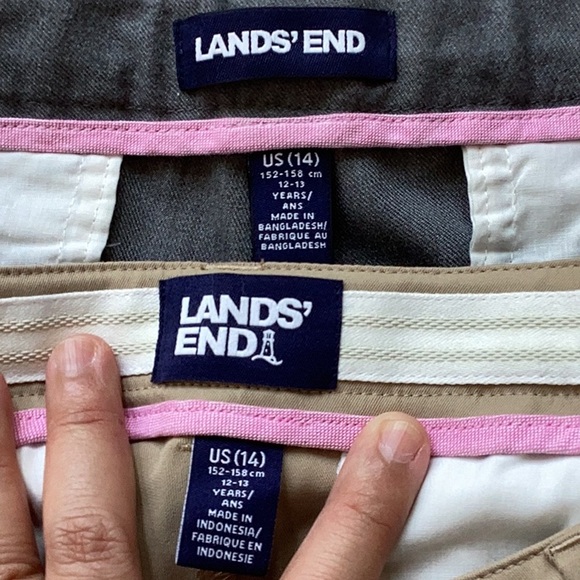 LANDS' END
US (14)
152-158 cm
12-13
YEARS/
ANS
MADE IN
BANGLADESH/
FABRIQUE AU
BANGLADESH
LANDS'
END
US (14)
152-158cm
12-13
YEARS/
ANS
MADE IN
INDONESIA/
FABRIQUE EN
INDONESIE